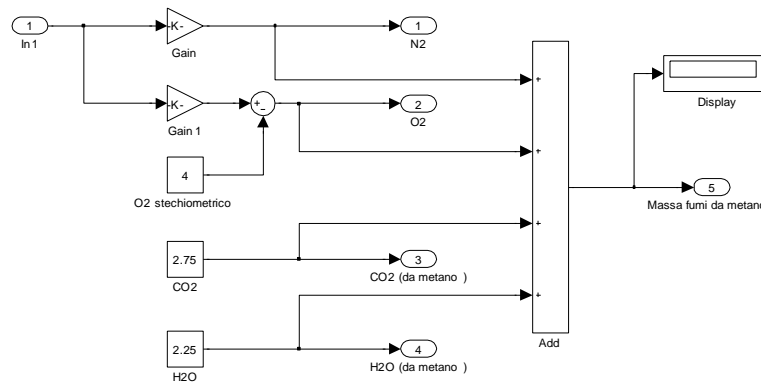 1
In1
-K-
Gain
1
N2
-K-
Gain 1
+
-
2
O2
4
O2 stechiometrico
2.75
CO2
3
CO2 (da metano )
2.25
H2O
4
H2O (da metano )
+
+
+
+
Add
Display
5
Massa fumi da metano